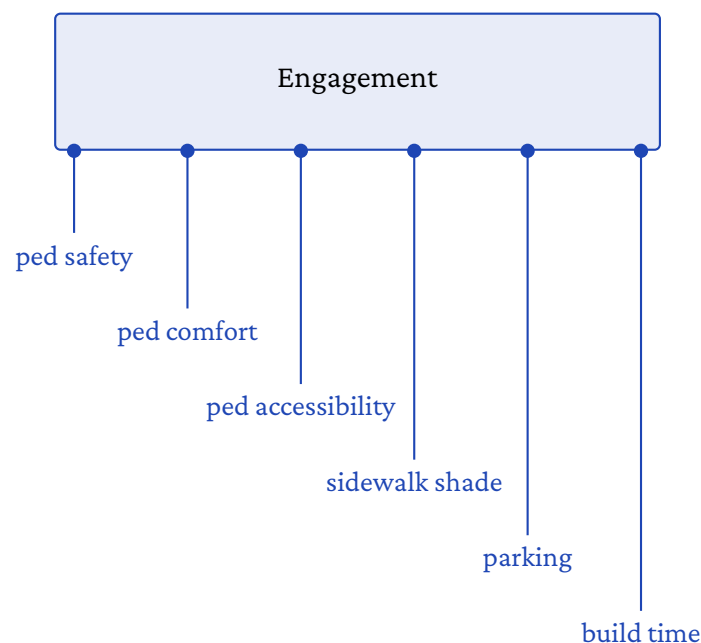 Engagement
ped safety
ped comfort
ped accessibility
sidewalk shade
parking
build time